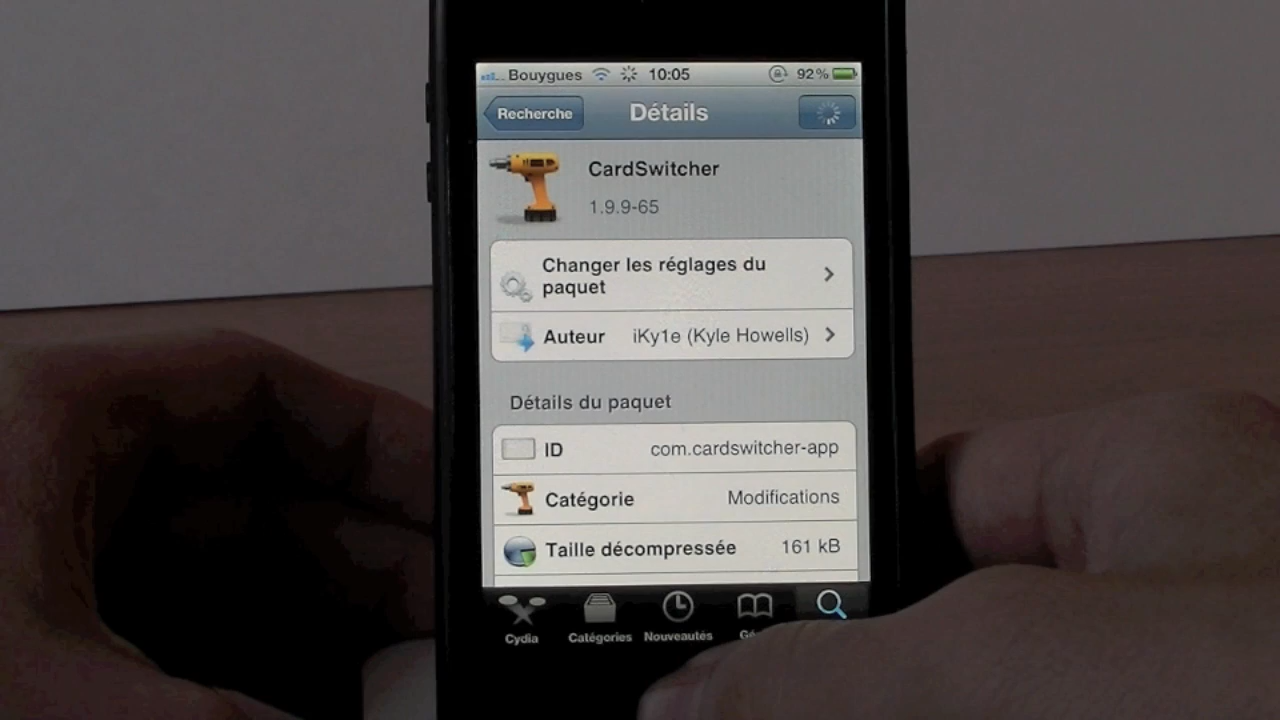 Bouygues 10:05 92%
Recherche Détails
CardSwitcher
1.9.9-65
Changer les réglages du
paquet
Auteur iKy1e (Kyle Howells)
Détails du paquet
ID com.cardswitcher-app
Catégorie Modifications
Taille décompressée 161 kB
Cydia Catégories Nouveautés